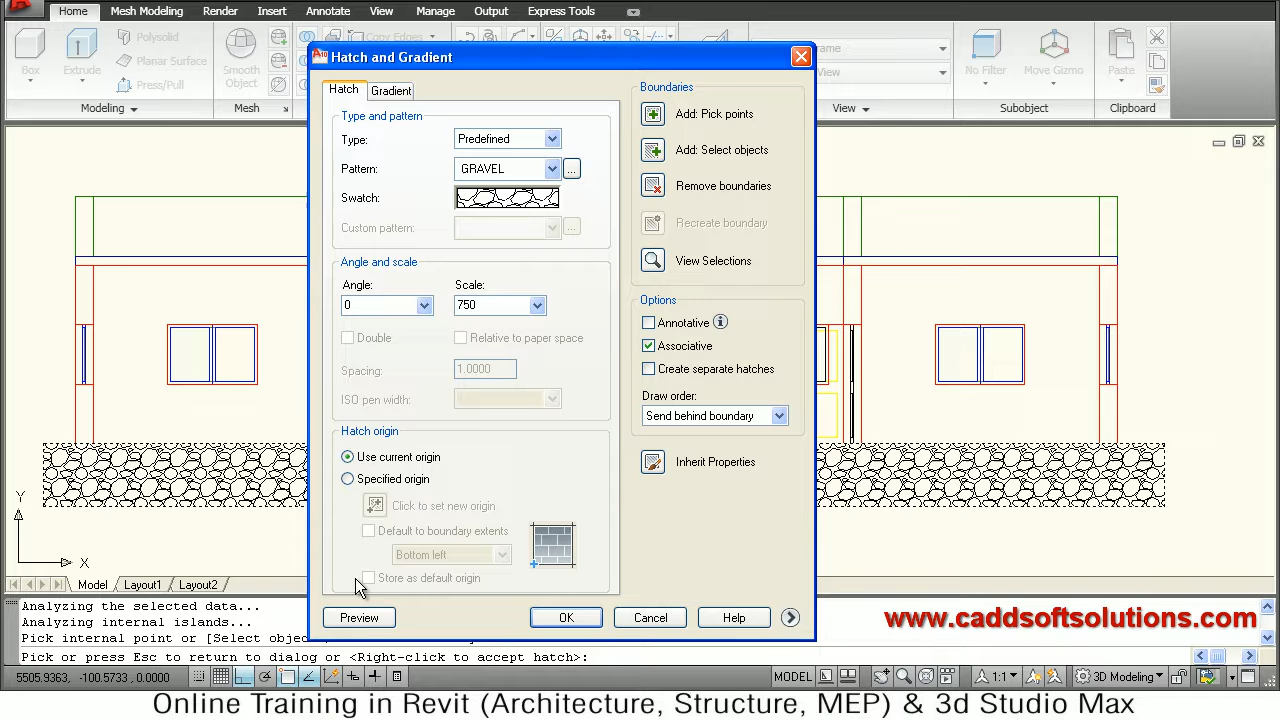 Home Mesh Modeling Render Insert Annotate View Manage Output Express Tools
Polysolid
Planar Surface
Press/Pull
Box Extrude
Smooth Object
Copy Edges
No Filter Move Gizmo Paste
Modeling Mesh View Subobject Clipboard
A10 Hatch and Gradient
Hatch Gradient
Type and pattern
Type: Predefined
Pattern: GRAVEL ...
Swatch:
Custom pattern: ...
Angle and scale
Angle: Scale:
0 750
Double Relative to paper space
Spacing: 1.0000
ISO pen width:
Hatch origin
Use current origin
Specified origin
Click to set new origin
Default to boundary extents
Bottom left
Store as default origin
Boundaries
Add: Pick points
Add: Select objects
Remove boundaries
Recreate boundary
View Selections
Options
Annotative
Associative
Create separate hatches
Draw order:
Send behind boundary
Inherit Properties
Preview OK Cancel Help
Y
X
Model Layout1 Layout2
Analyzing the selected data...
Analyzing internal islands...
Pick internal point or [Select obje
Pick or press Esc to return to dialog or <Right-click to accept hatch>:
www.caddsoftsolutions.com
5505.9363, -100.5733, 0.0000 MODEL 1:1 3D Modeling
Online Training in Revit (Architecture, Structure, MEP) & 3d Studio Max